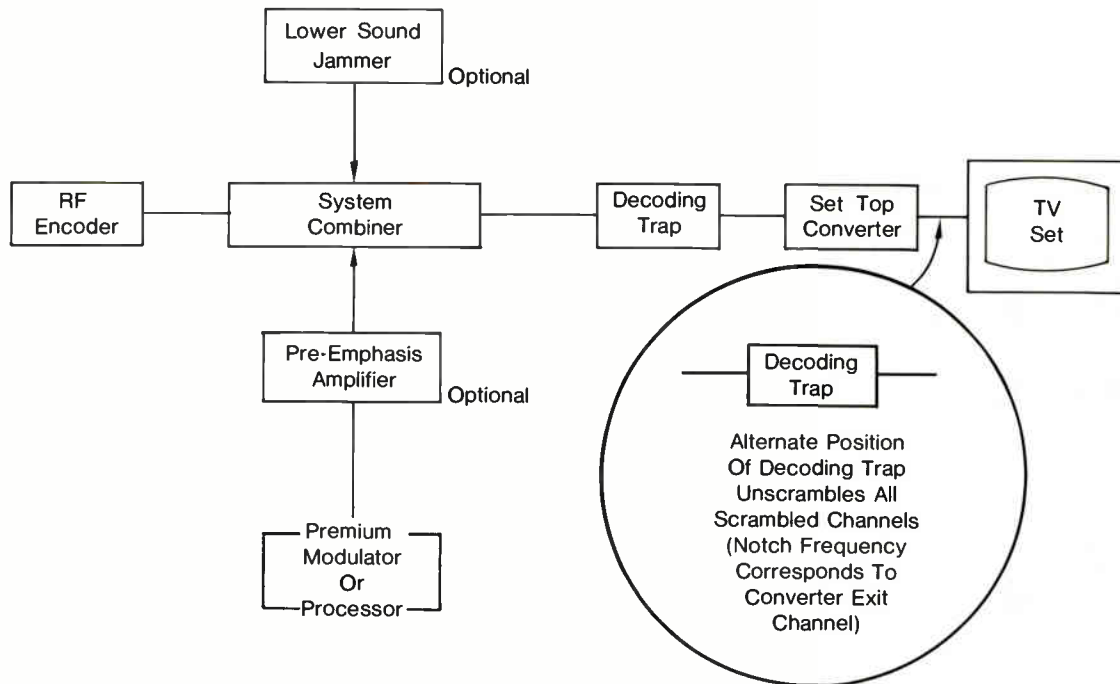 Lower Sound
Jammer
Optional
RF
Encoder
System
Combiner
Decoding
Trap
Set Top
Converter
TV
Set
Pre-Emphasis
Amplifier
Optional
Premium
Modulator
Or
Processor
Decoding
Trap
Alternate Position
Of Decoding Trap
Unscrambles All
Scrambled Channels
(Notch Frequency
Corresponds To
Converter Exit
Channel)